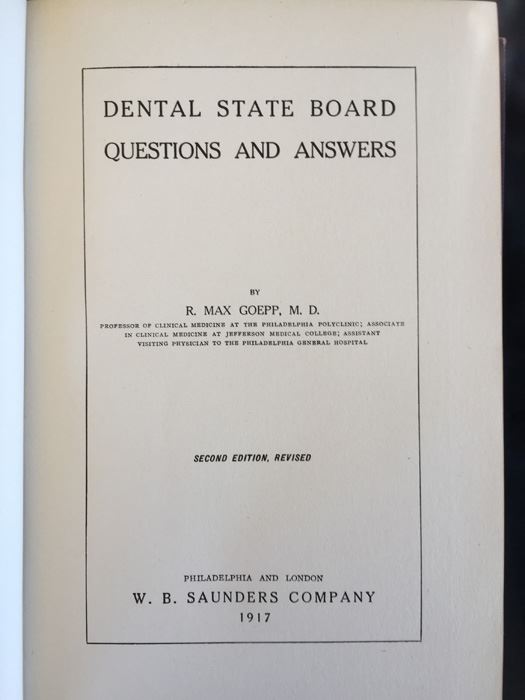 DENTAL STATE BOARD
QUESTIONS AND ANSWERS
BY
R. MAX GOEPP, M. D.
PROFESSOR OF CLINICAL MEDICINE AT THE PHILADELPHIA POLYCLINIC; ASSOCIATE
IN CLINICAL MEDICINE AT JEFFERSON MEDICAL COLLEGE; ASSISTANT
VISITING PHYSICIAN TO THE PHILADELPHIA GENERAL HOSPITAL
SECOND EDITION, REVISED
PHILADELPHIA AND LONDON
W. B. SAUNDERS COMPANY
1917